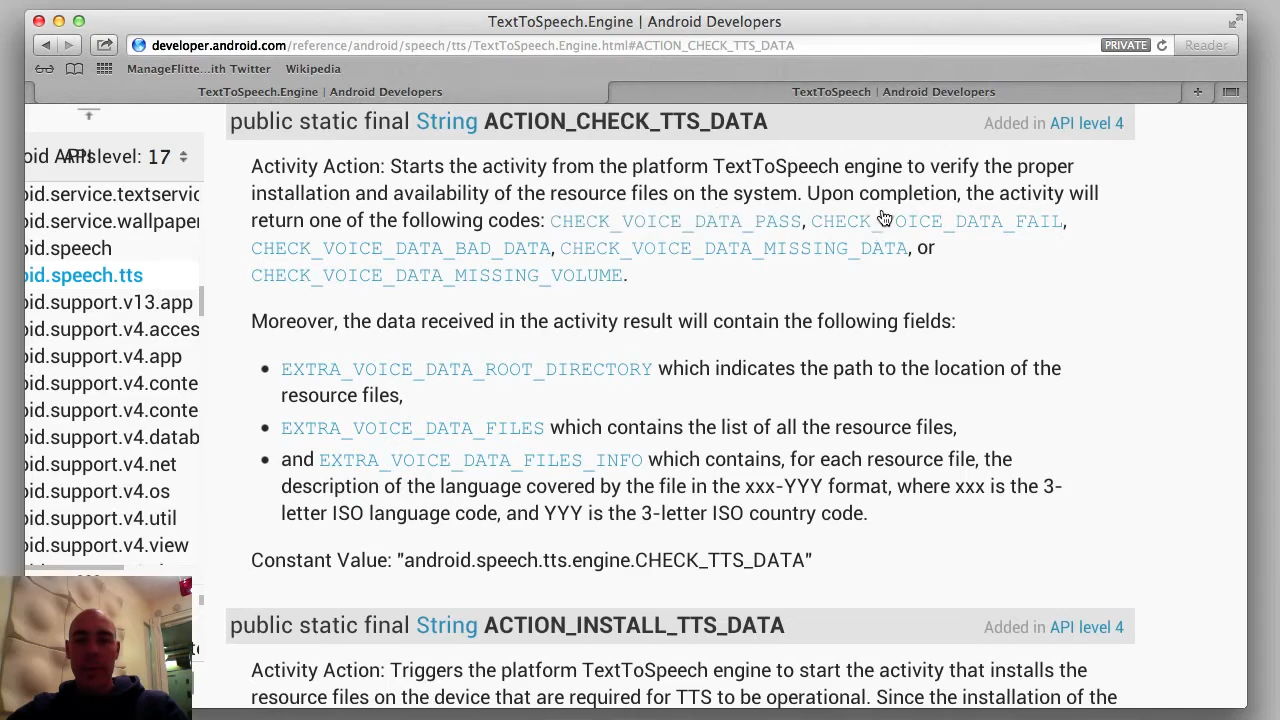 TextToSpeech.Engine | Android Developers
developer.android.com/reference/android/speech/tts/TextToSpeech.Engine.html#ACTION_CHECK_TTS_DATA
PRIVATE
Reader
ManageFlitte...ith Twitter Wikipedia
TextToSpeech.Engine | Android Developers
TextToSpeech | Android Developers
level: 17
oid.service.textservic
oid.service.wallpaper
oid.speech
oid.speech.tts
oid.support.v13.app
oid.support.v4.acces
oid.support.v4.app
oid.support.v4.conte
oid.support.v4.conte
oid.support.v4.datab
oid.support.v4.net
oid.support.v4.os
oid.support.v4.util
oid.support.v4.view
public static final String ACTION_CHECK_TTS_DATA
Added in API level 4
Activity Action: Starts the activity from the platform TextToSpeech engine to verify the proper
installation and availability of the resource files on the system. Upon completion, the activity will
return one of the following codes: CHECK_VOICE_DATA_PASS, CHECK_VOICE_DATA_FAIL,
CHECK_VOICE_DATA_BAD_DATA, CHECK_VOICE_DATA_MISSING_DATA, or
CHECK_VOICE_DATA_MISSING_VOLUME.
Moreover, the data received in the activity result will contain the following fields:
• EXTRA_VOICE_DATA_ROOT_DIRECTORY which indicates the path to the location of the
resource files,
• EXTRA_VOICE_DATA_FILES which contains the list of all the resource files,
• and EXTRA_VOICE_DATA_FILES_INFO which contains, for each resource file, the
description of the language covered by the file in the xxx-YYY format, where xxx is the 3-
letter ISO language code, and YYY is the 3-letter ISO country code.
Constant Value: "android.speech.tts.engine.CHECK_TTS_DATA"
public static final String ACTION_INSTALL_TTS_DATA
Added in API level 4
Activity Action: Triggers the platform TextToSpeech engine to start the activity that installs the
resource files on the device that are required for TTS to be operational. Since the installation of the